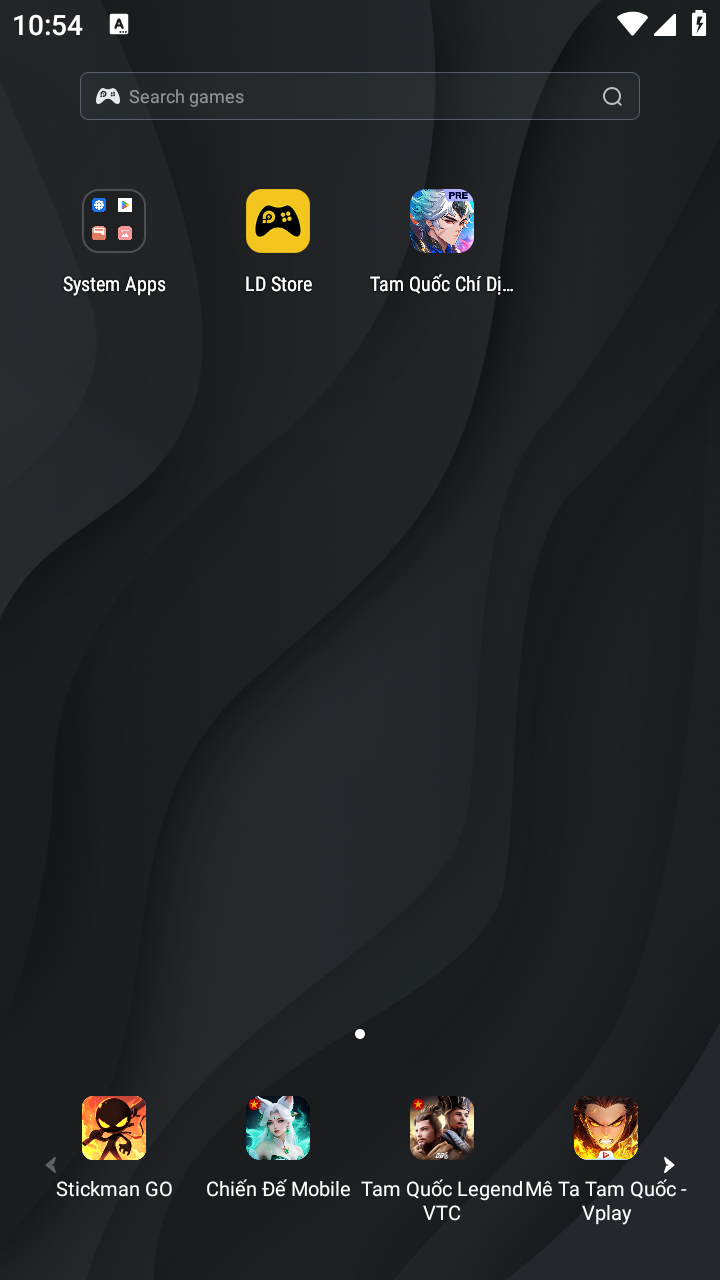 10:54
Search games
PRE
System Apps
LD Store
Tam Quốc Chí Dị...
Stickman GO
Chiến Đế Mobile
Tam Quốc Legend
VTC
Mê Ta Tam Quốc -
Vplay